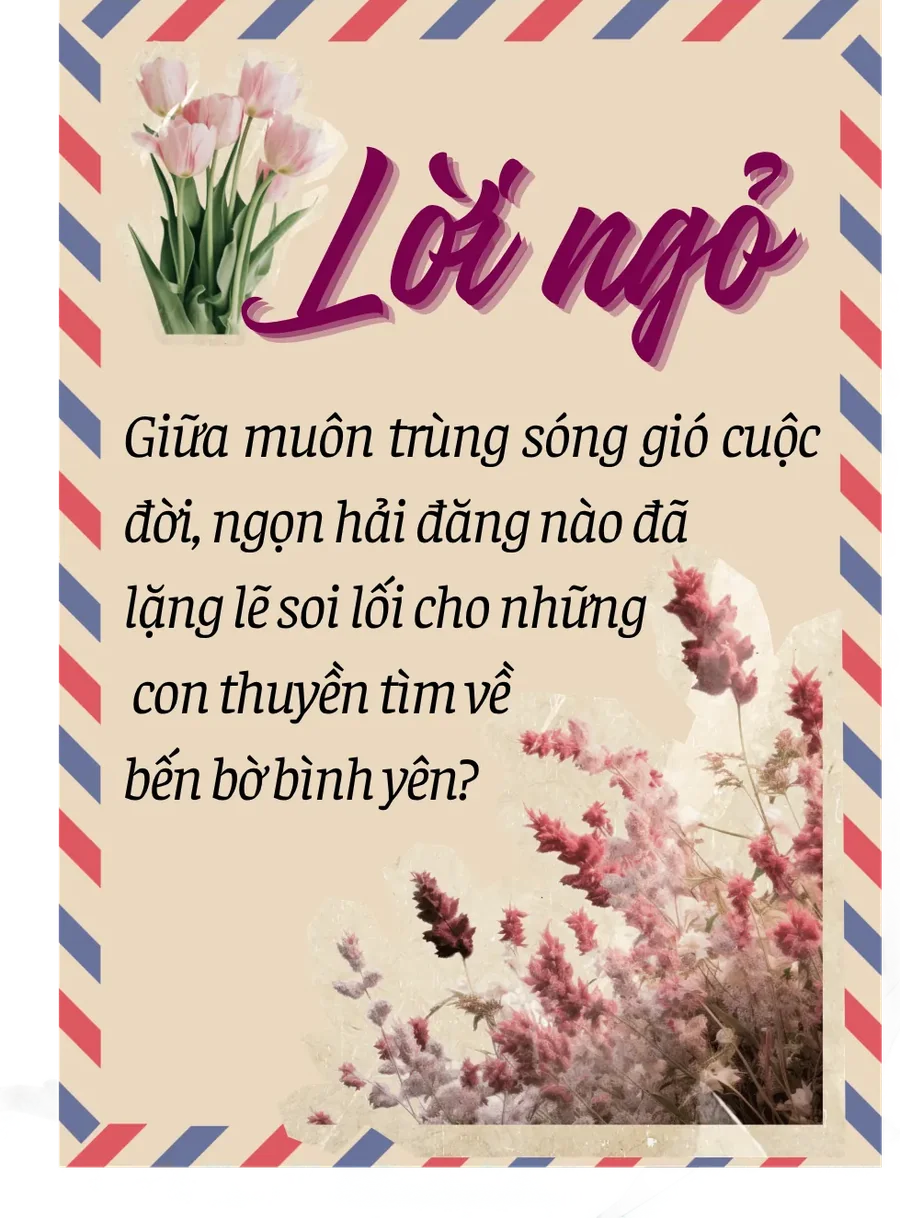 Lời ngỏ
Giữa muôn trùng sóng gió cuộc
đời, ngọn hải đăng nào đã
lặng lẽ soi lối cho những
con thuyền tìm về
bến bờ bình yên?